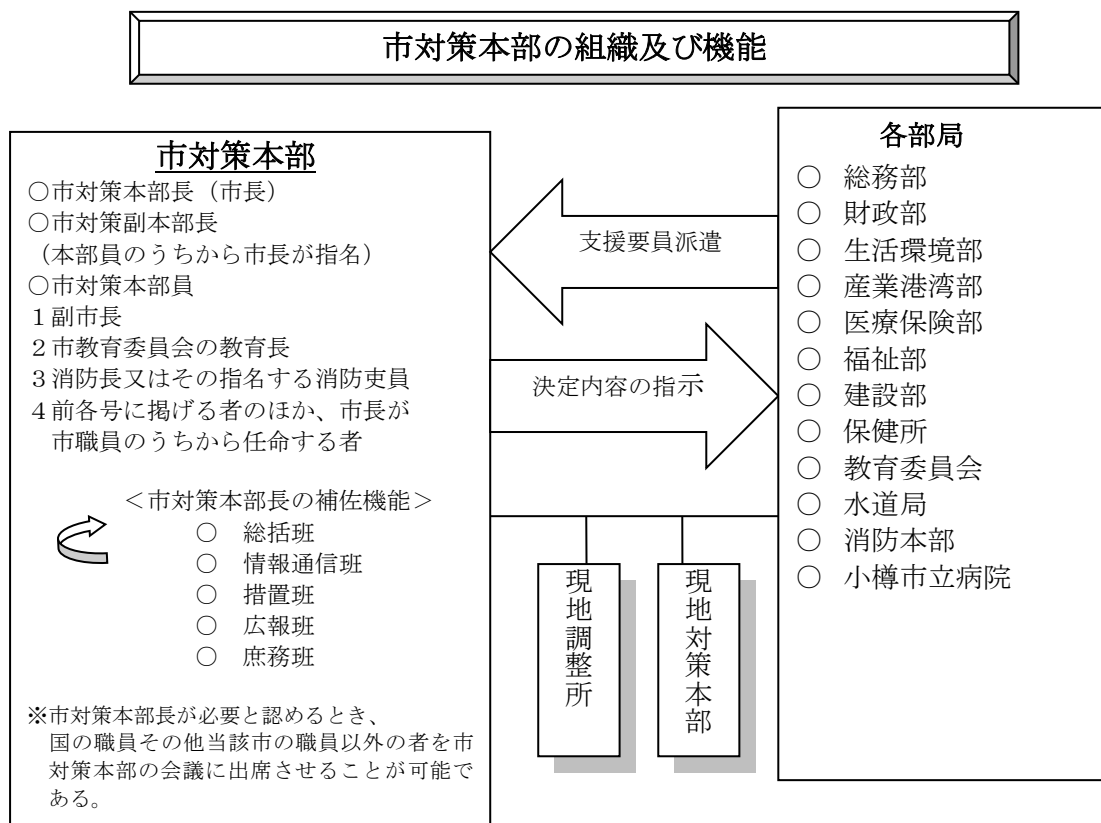 市対策本部の組織及び機能
市対策本部
○市対策本部長（市長）
○市対策副本部長
（本部員のうちから市長が指名）
○市対策本部員
１副市長
２市教育委員会の教育長
３消防長又はその指名する消防吏員
４前各号に掲げる者のほか、市長が
市職員のうちから任命する者
＜市対策本部長の補佐機能＞
○　総括班
○　情報通信班
○　措置班
○　広報班
○　庶務班
※市対策本部長が必要と認めるとき、
国の職員その他当該市の職員以外の者を市
対策本部の会議に出席させることが可能で
ある。
支援要員派遣
決定内容の指示
現地調整所
現地対策本部
各部局
○　総務部
○　財政部
○　生活環境部
○　産業港湾部
○　医療保険部
○　福祉部
○　建設部
○　保健所
○　教育委員会
○　水道局
○　消防本部
○　小樽市立病院